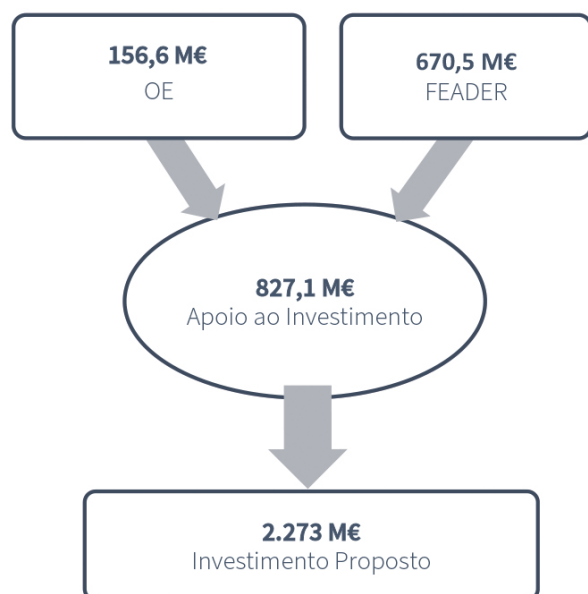 156,6 M€
OE
670,5 M€
FEADER
827,1 M€
Apoio ao Investimento
2.273 M€
Investimento Proposto